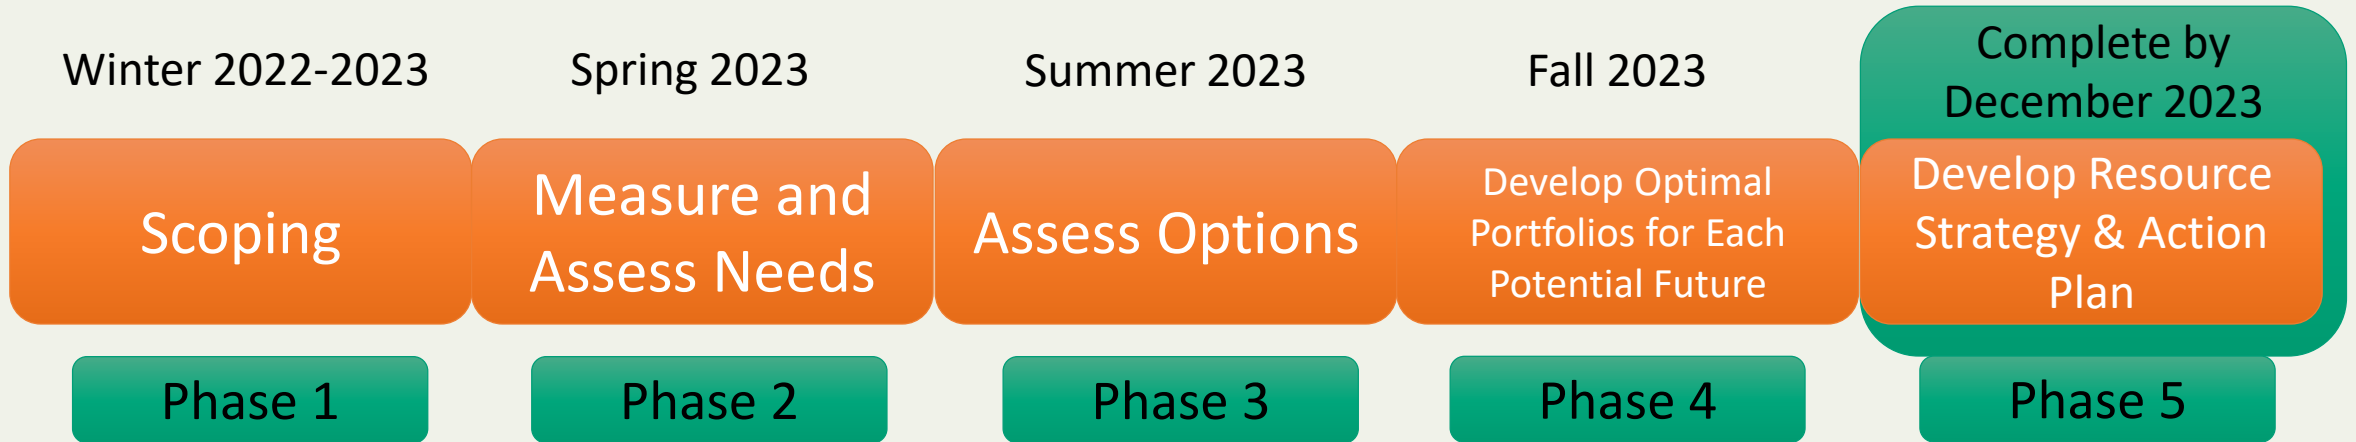 Winter 2022-2023
Spring 2023
Summer 2023
Fall 2023
Complete by
December 2023
Scoping
Measure and
Assess Needs
Assess Options
Develop Optimal
Portfolios for Each
Potential Future
Develop Resource
Strategy & Action
Plan
Phase 1
Phase 2
Phase 3
Phase 4
Phase 5